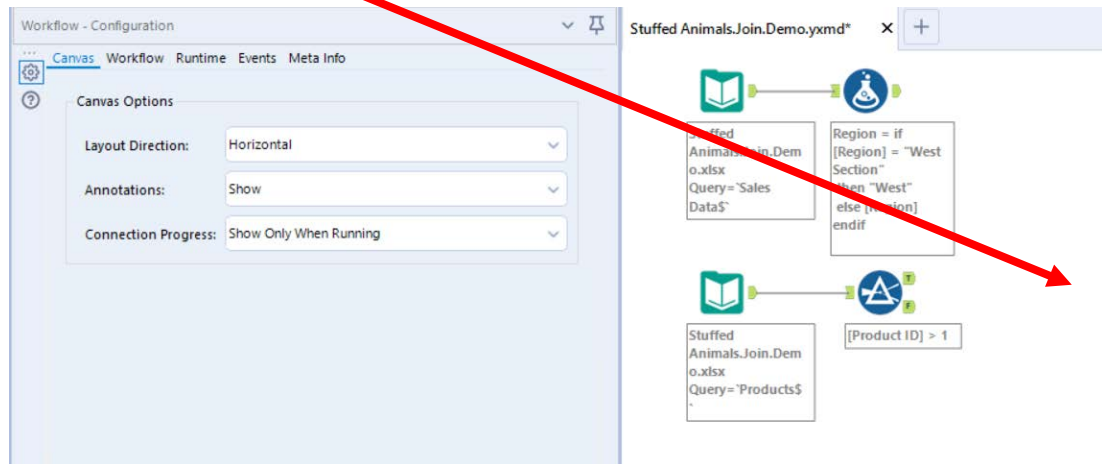 Workflow - Configuration
Canvas Workflow Runtime Events Meta Info
Canvas Options
Layout Direction: Horizontal
Annotations: Show
Connection Progress: Show Only When Running
Stuffed Animals.Join.Demo.yxmd*
Stuffed
Animals.Join.Dem
o.xlsx
Query=`Sales
Data$`
Region = if
[Region] = "West
Section"
then "West"
else [Region]
endif
T
F
Stuffed
Animals.Join.Dem
o.xlsx
Query=`Products$
`
[Product ID] > 1